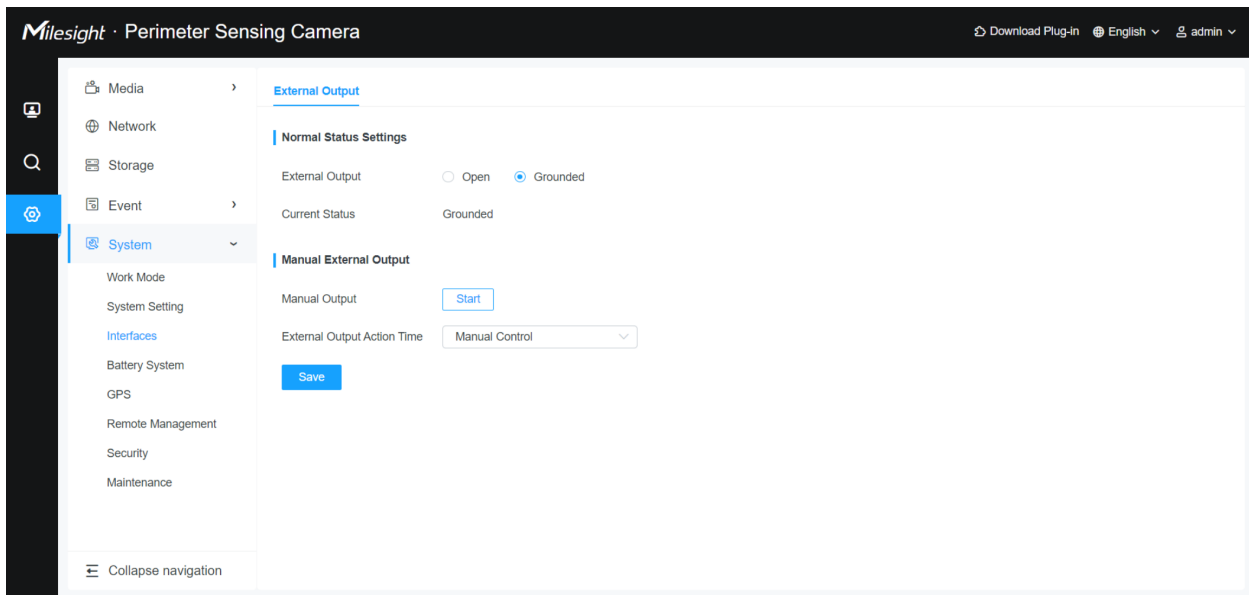 Milesight · Perimeter Sensing Camera
Download Plug-in English admin
Media
Network
Storage
Event
System
Work Mode
System Setting
Interfaces
Battery System
GPS
Remote Management
Security
Maintenance
Collapse navigation
External Output
Normal Status Settings
External Output Open Grounded
Current Status Grounded
Manual External Output
Manual Output Start
External Output Action Time Manual Control
Save